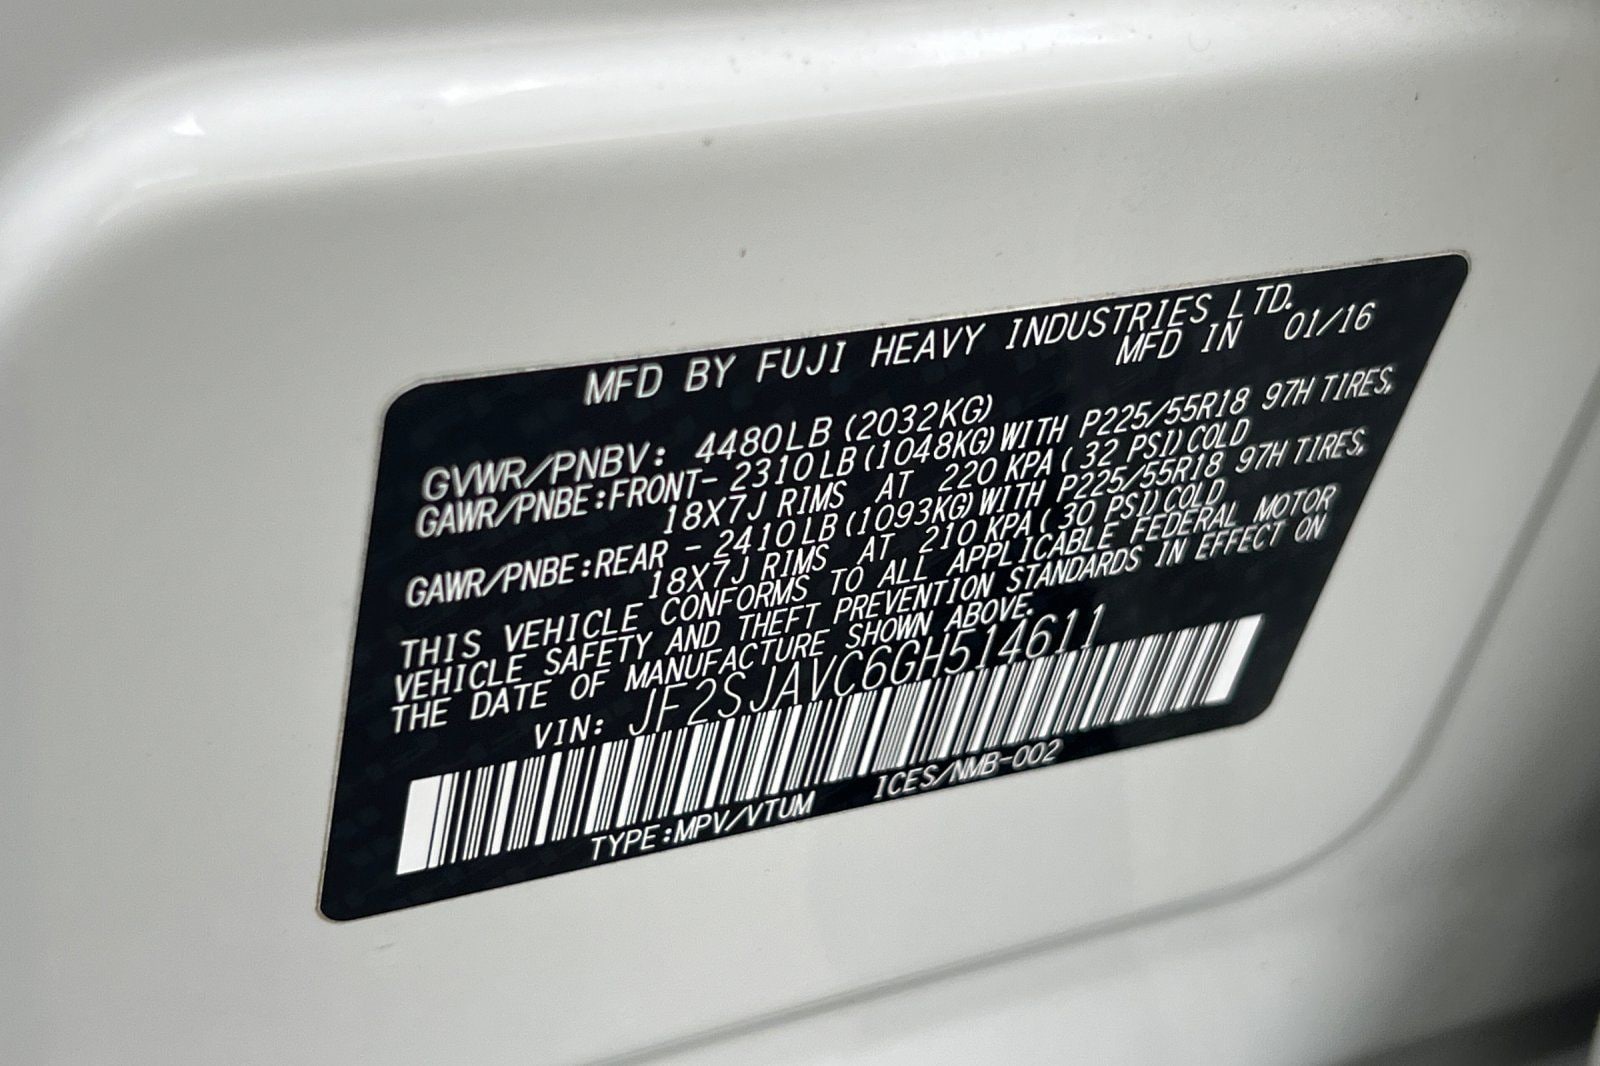 MFD BY FUJI HEAVY INDUSTRIES LTD.
MFD IN 01/16
GVWR/PNBV: 4480LB (2032KG)
GAWR/PNBE:FRONT- 2310LB (1048KG) WITH P225/55R18 97H TIRES,
18X7J RIMS AT 220 KPA ( 32 PSI) COLD
GAWR/PNBE:REAR - 2410LB (1093KG) WITH P225/55R18 97H TIRES,
18X7J RIMS AT 210 KPA ( 30 PSI) COLD
THIS VEHICLE CONFORMS TO ALL APPLICABLE FEDERAL MOTOR
VEHICLE SAFETY AND THEFT PREVENTION STANDARDS IN EFFECT ON
THE DATE OF MANUFACTURE SHOWN ABOVE.
VIN: JF2SJAVC6GH514611
TYPE:MPV/VTUM ICES/NMB-002